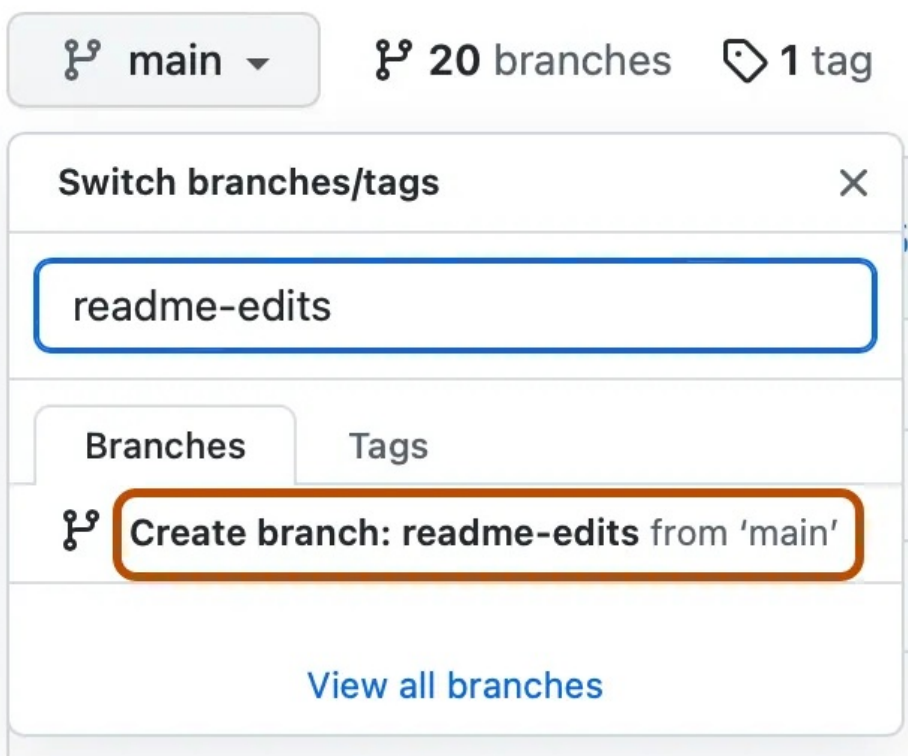 main 20 branches 1 tag
Switch branches/tags
readme-edits
Branches Tags
Create branch: readme-edits from ‘main’
View all branches